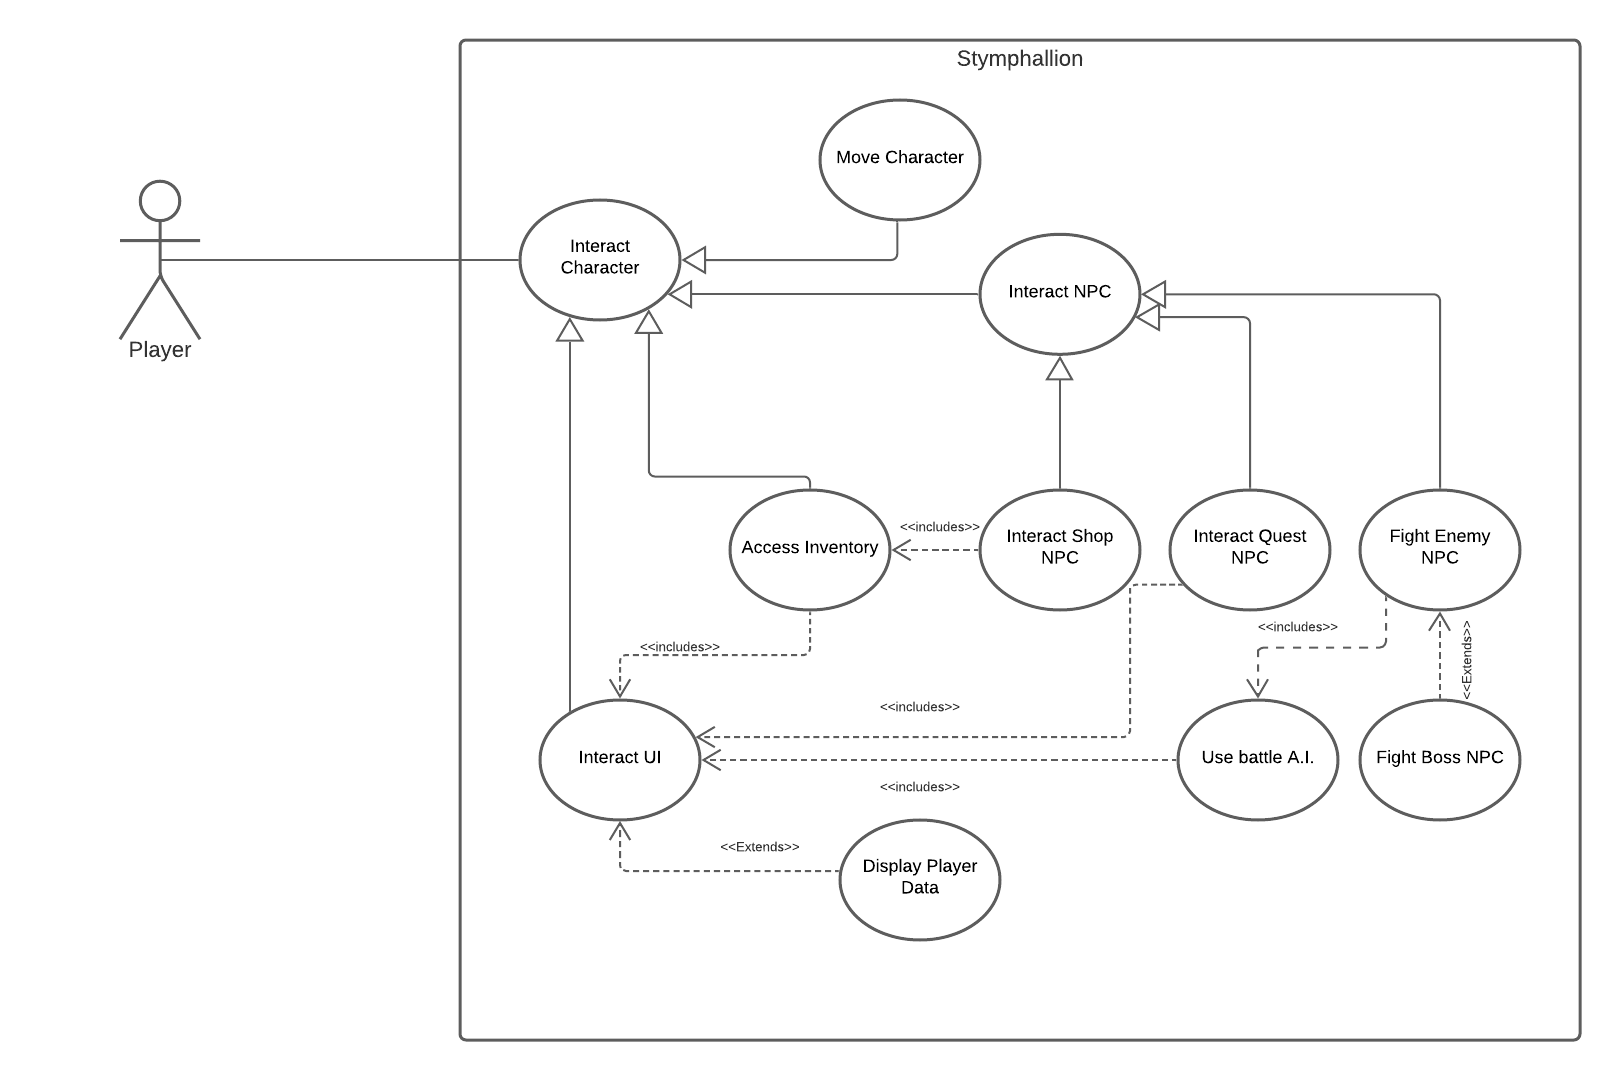 Stymphallion
Move Character
Interact
Character
Interact NPC
Player
Access Inventory
<<includes>>
Interact Shop
NPC
Interact Quest
NPC
Fight Enemy
NPC
<<includes>>
<<includes>>
<<Extends>>
<<includes>>
Interact UI
Use battle A.I.
Fight Boss NPC
<<includes>>
<<Extends>>
Display Player
Data